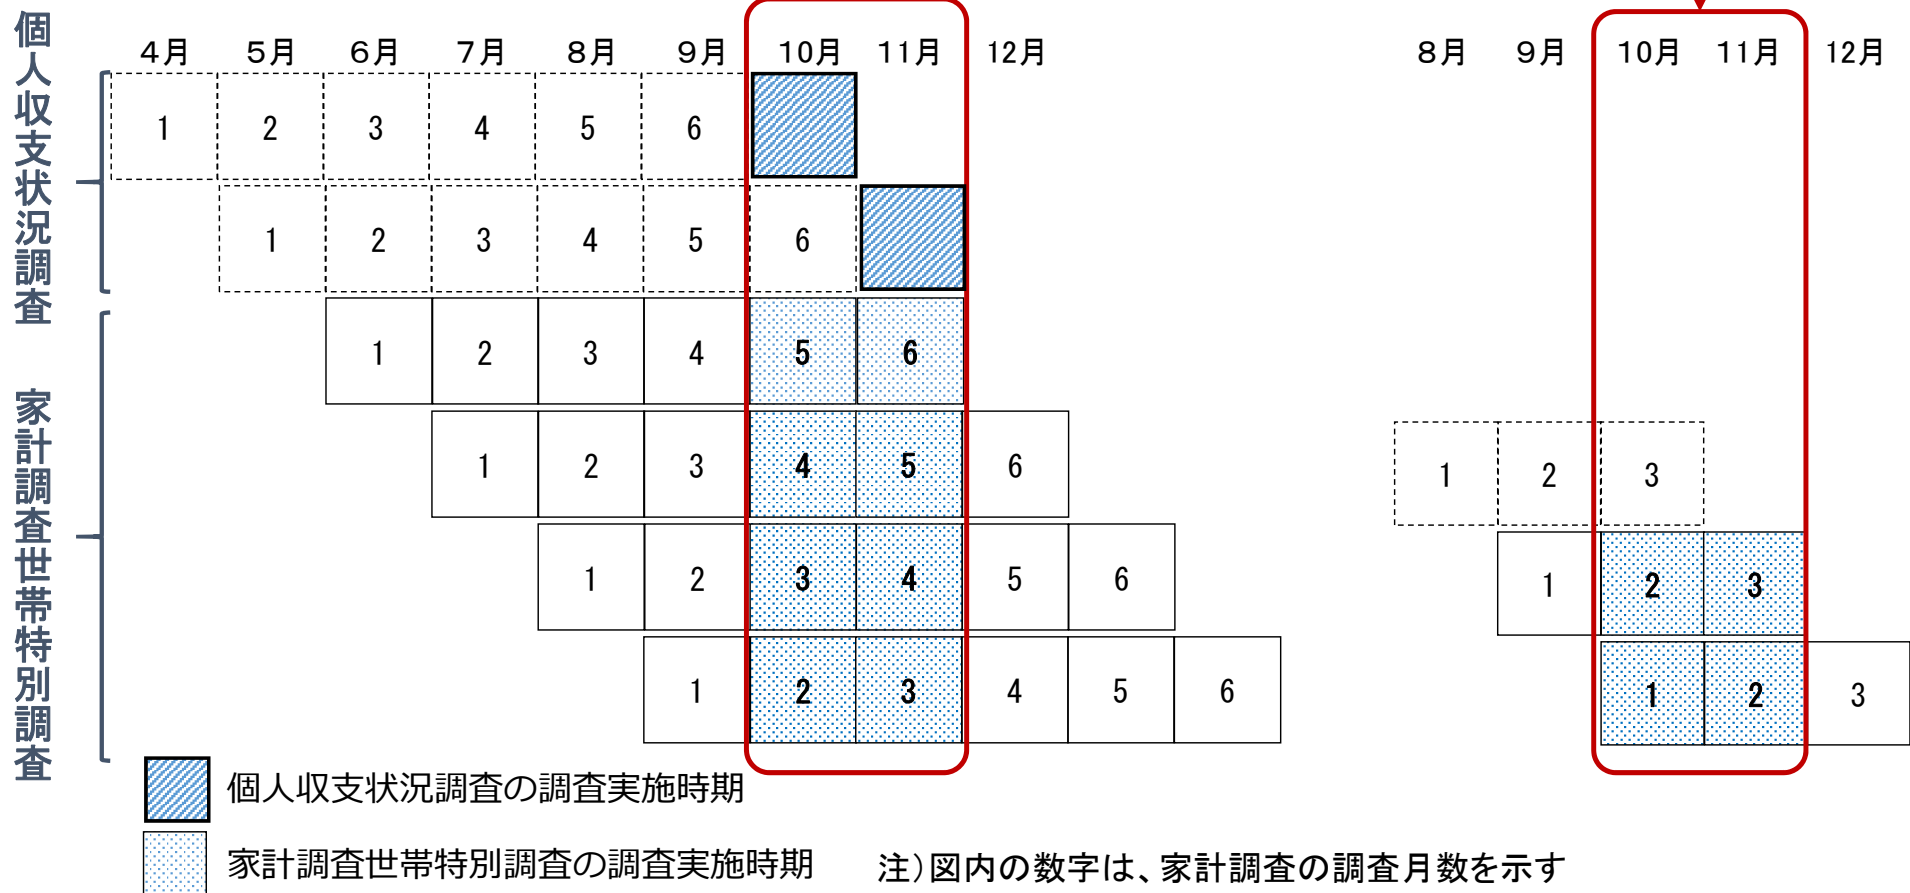 個人収支状況調査
家計調査世帯特別調査
4月 5月 6月 7月 8月 9月 10月 11月 12月
1 2 3 4 5 6
1 2 3 4 5 6
1 2 3 4 5 6
1 2 3 4 5 6
1 2 3 4 5 6
1 2 3 4 5 6
8月 9月 10月 11月 12月
1 2 3
1 2 3
1 2 3
個人収支状況調査の調査実施時期
家計調査世帯特別調査の調査実施時期
注）図内の数字は、家計調査の調査月数を示す